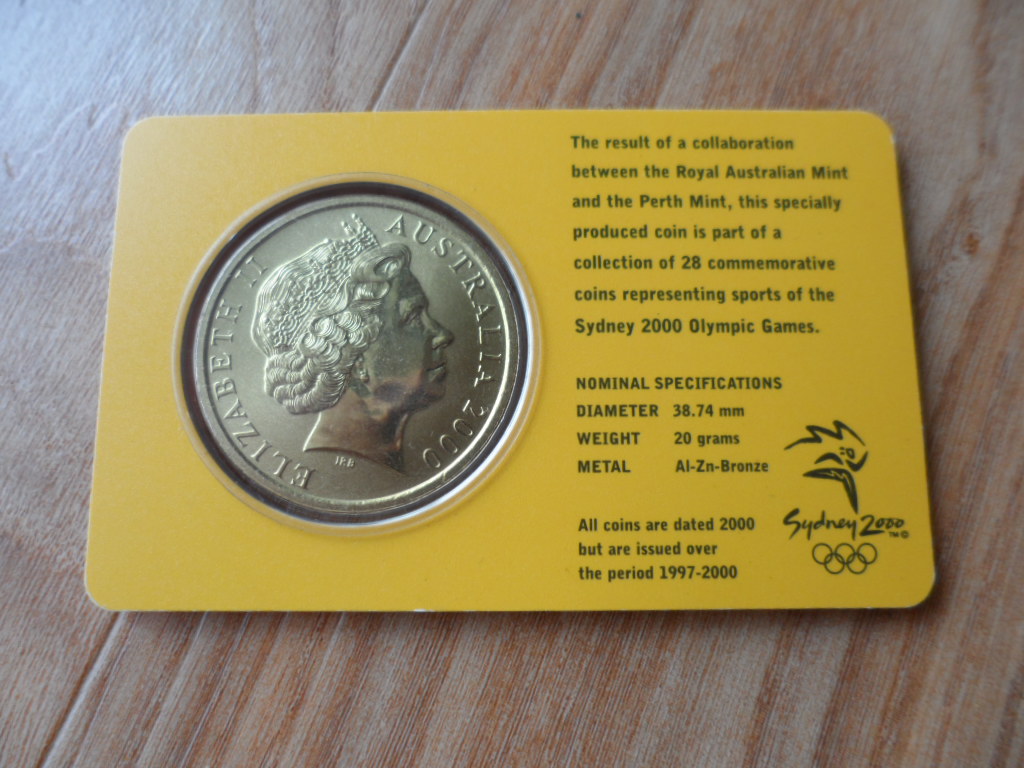 ELIZABETH II
AUSTRALIA 2000
IRB
The result of a collaboration
between the Royal Australian Mint
and the Perth Mint, this specially
produced coin is part of a
collection of 28 commemorative
coins representing sports of the
Sydney 2000 Olympic Games.
NOMINAL SPECIFICATIONS
DIAMETER 38.74 mm
WEIGHT 20 grams
METAL Al-Zn-Bronze
All coins are dated 2000
but are issued over
the period 1997-2000
Sydney 2000
TM ©